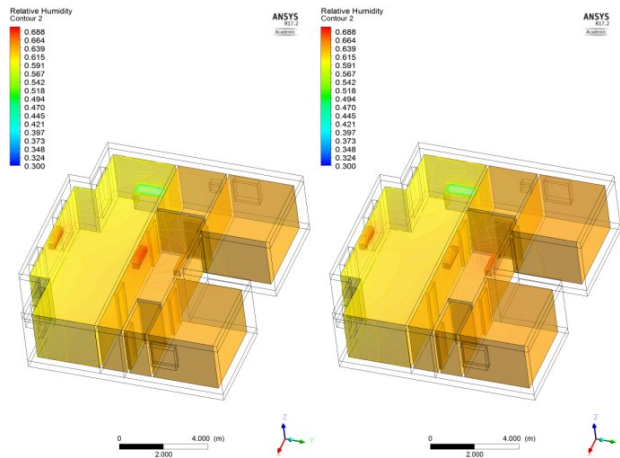 Relative Humidity
Contour 2
0.688
0.664
0.639
0.615
0.591
0.567
0.542
0.518
0.494
0.470
0.445
0.421
0.397
0.373
0.348
0.324
0.300
ANSYS
R17.2
Academic
0 4.000 (m)
2.000
Z
Y
Relative Humidity
Contour 2
0.688
0.664
0.639
0.615
0.591
0.567
0.542
0.518
0.494
0.470
0.445
0.421
0.397
0.373
0.348
0.324
0.300
ANSYS
R17.2
Academic
0 4.000 (m)
2.000
Z